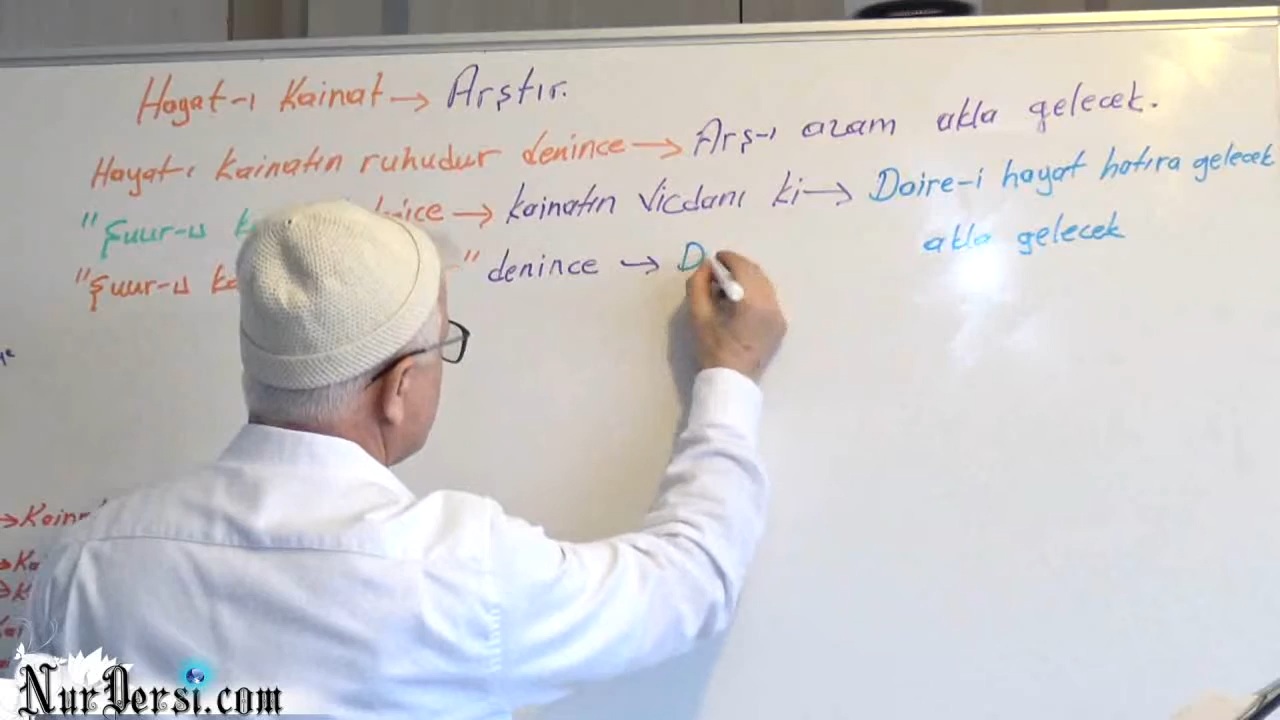 Hayat-ı Kainat → Arştır.
Hayat-ı kainatın ruhudur denince → Arş-ı azam akla gelecek.
"Şuur-u → kainatın vicdanı ki → Daire-i hayat hatıra gelecek
akla gelecek
"Şuur-u " denince → D
NurDersi.com